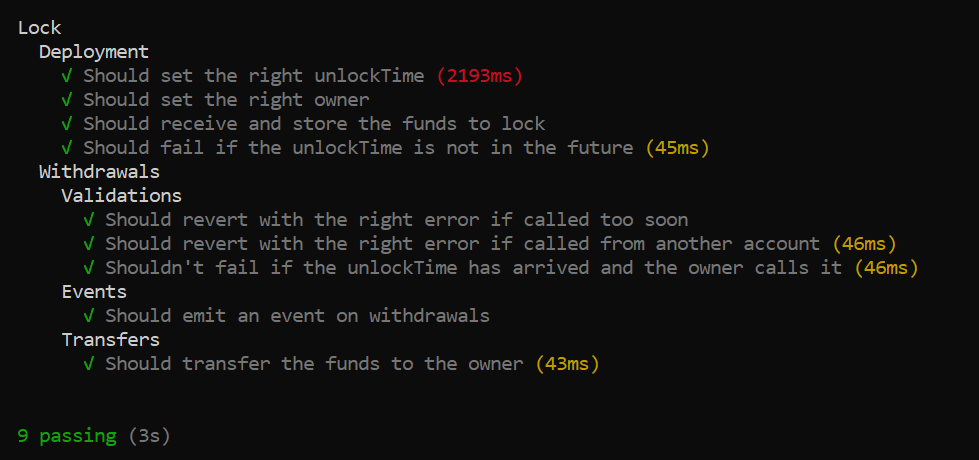 Lock
Deployment
√ Should set the right unlockTime (2193ms)
√ Should set the right owner
√ Should receive and store the funds to lock
√ Should fail if the unlockTime is not in the future (45ms)
Withdrawals
Validations
√ Should revert with the right error if called too soon
√ Should revert with the right error if called from another account (46ms)
√ Shouldn't fail if the unlockTime has arrived and the owner calls it (46ms)
Events
√ Should emit an event on withdrawals
Transfers
√ Should transfer the funds to the owner (43ms)
9 passing (3s)